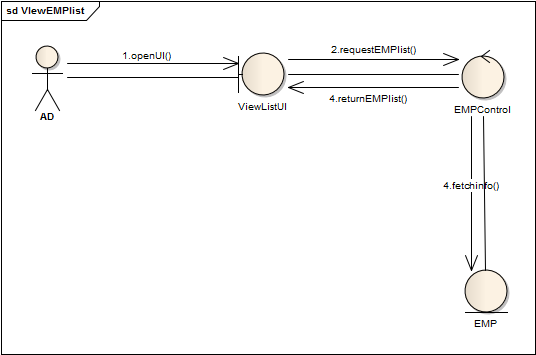 sd VIewEMPlist
1.openUI()
2.requestEMPlist()
4.returnEMPlist()
AD
ViewListUI
EMPControl
4.fetchinfo()
EMP